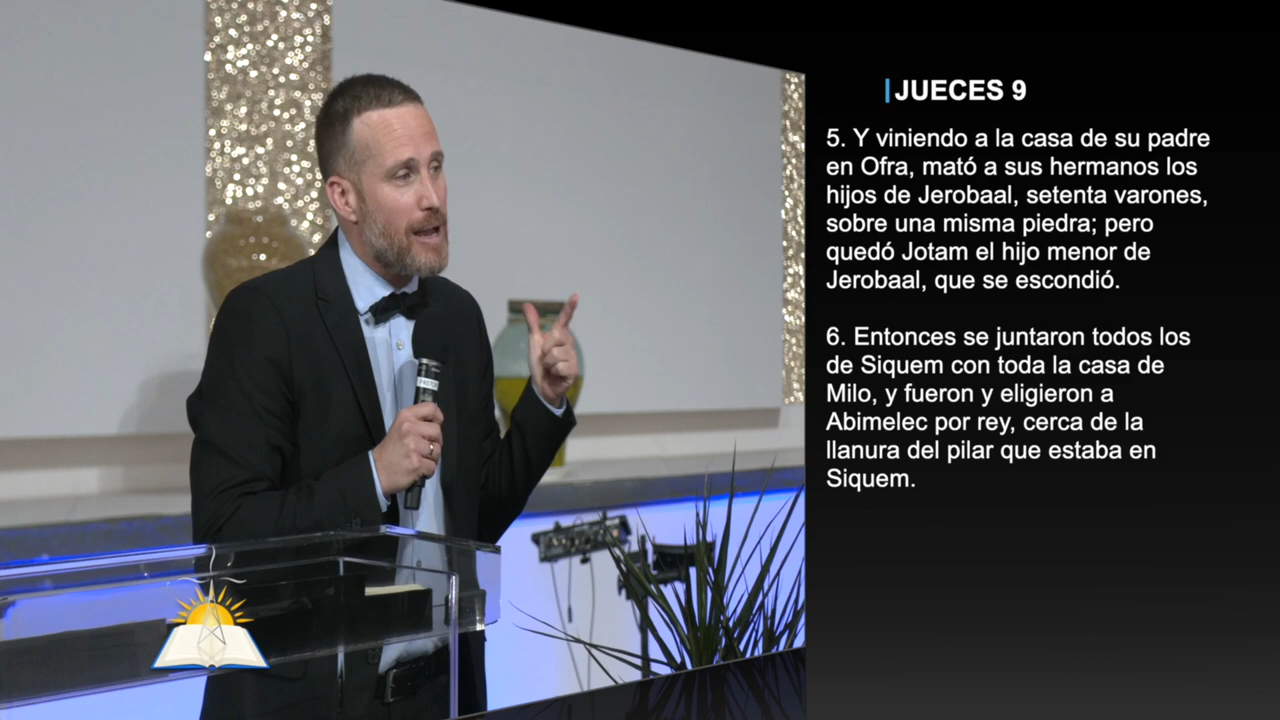 JUECES 9
5. Y viniendo a la casa de su padre
en Ofra, mató a sus hermanos los
hijos de Jerobaal, setenta varones,
sobre una misma piedra; pero
quedó Jotam el hijo menor de
Jerobaal, que se escondió.
6. Entonces se juntaron todos los
de Siquem con toda la casa de
Milo, y fueron y eligieron a
Abimelec por rey, cerca de la
llanura del pilar que estaba en
Siquem.